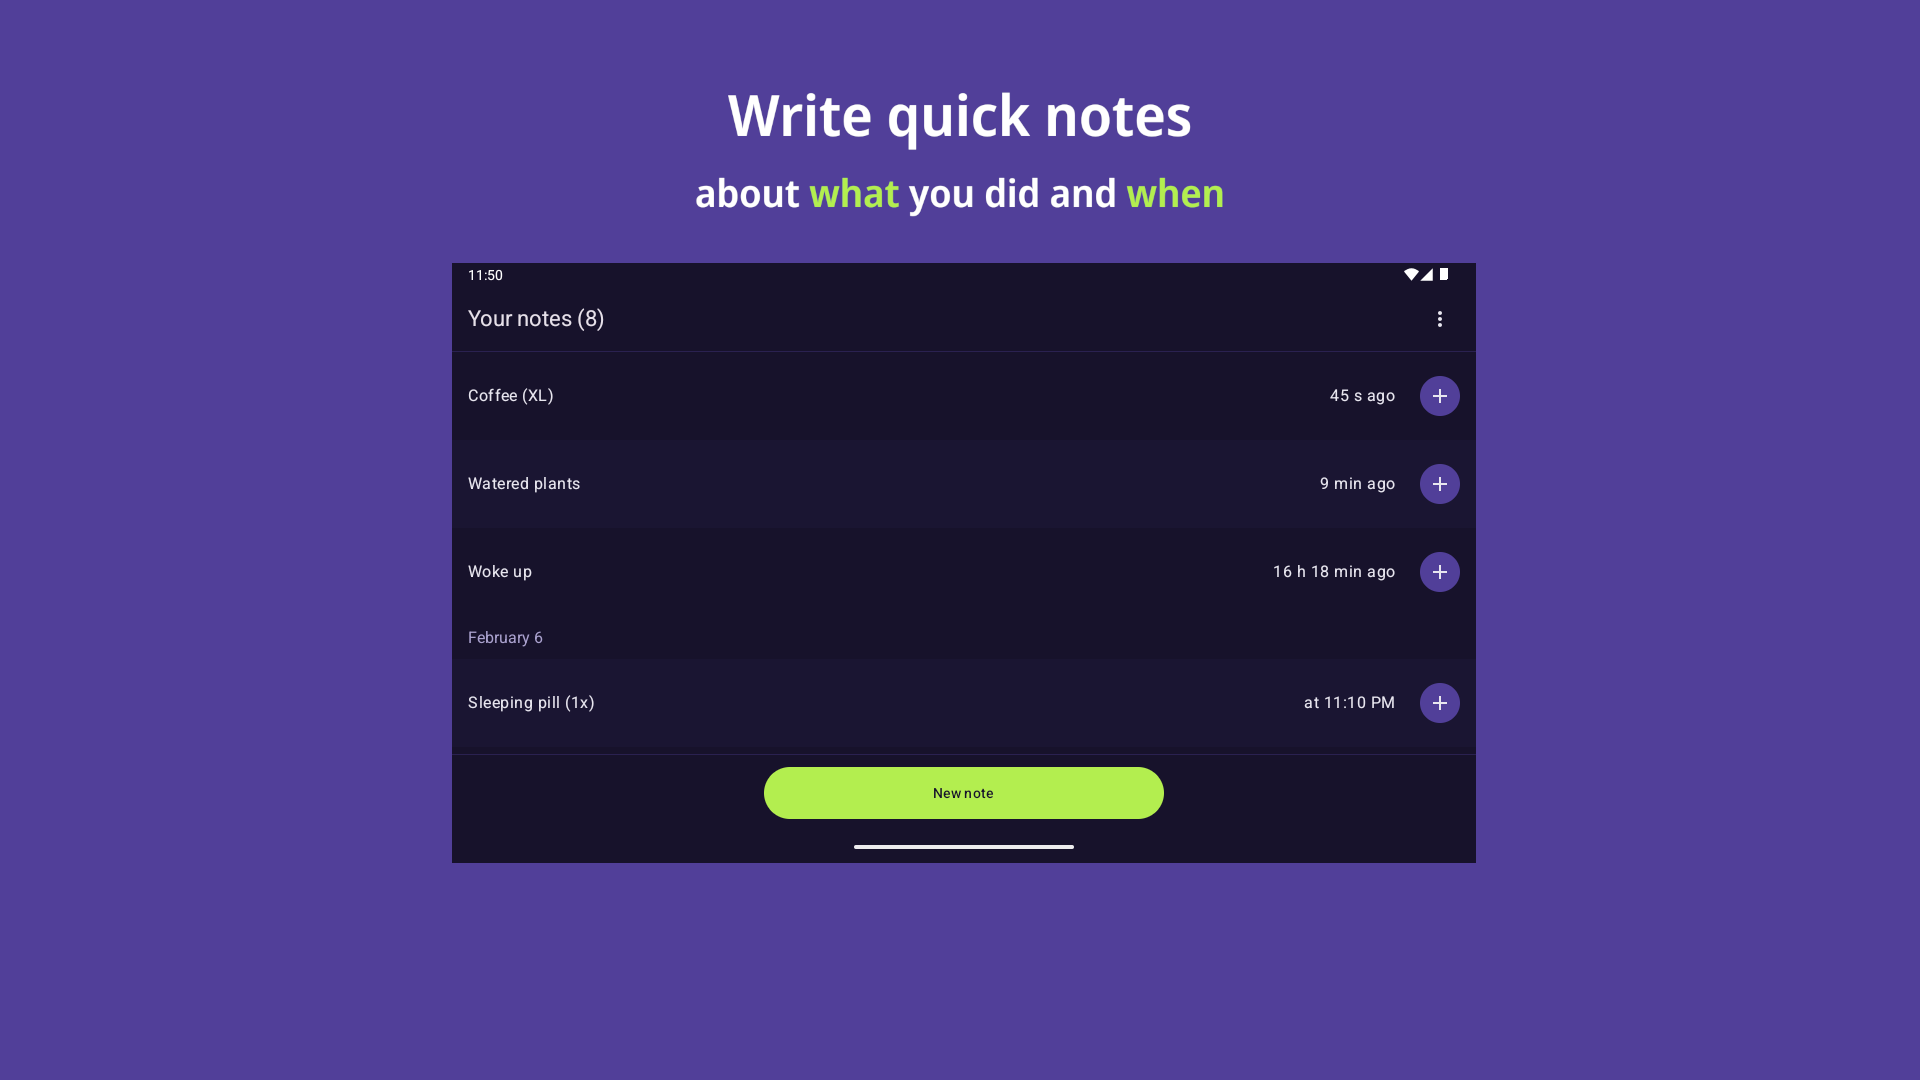 Write quick notes
about what you did and when
11:50
Your notes (8)
Coffee (XL) 45 s ago
Watered plants 9 min ago
Woke up 16 h 18 min ago
February 6
Sleeping pill (1x) at 11:10 PM
New note